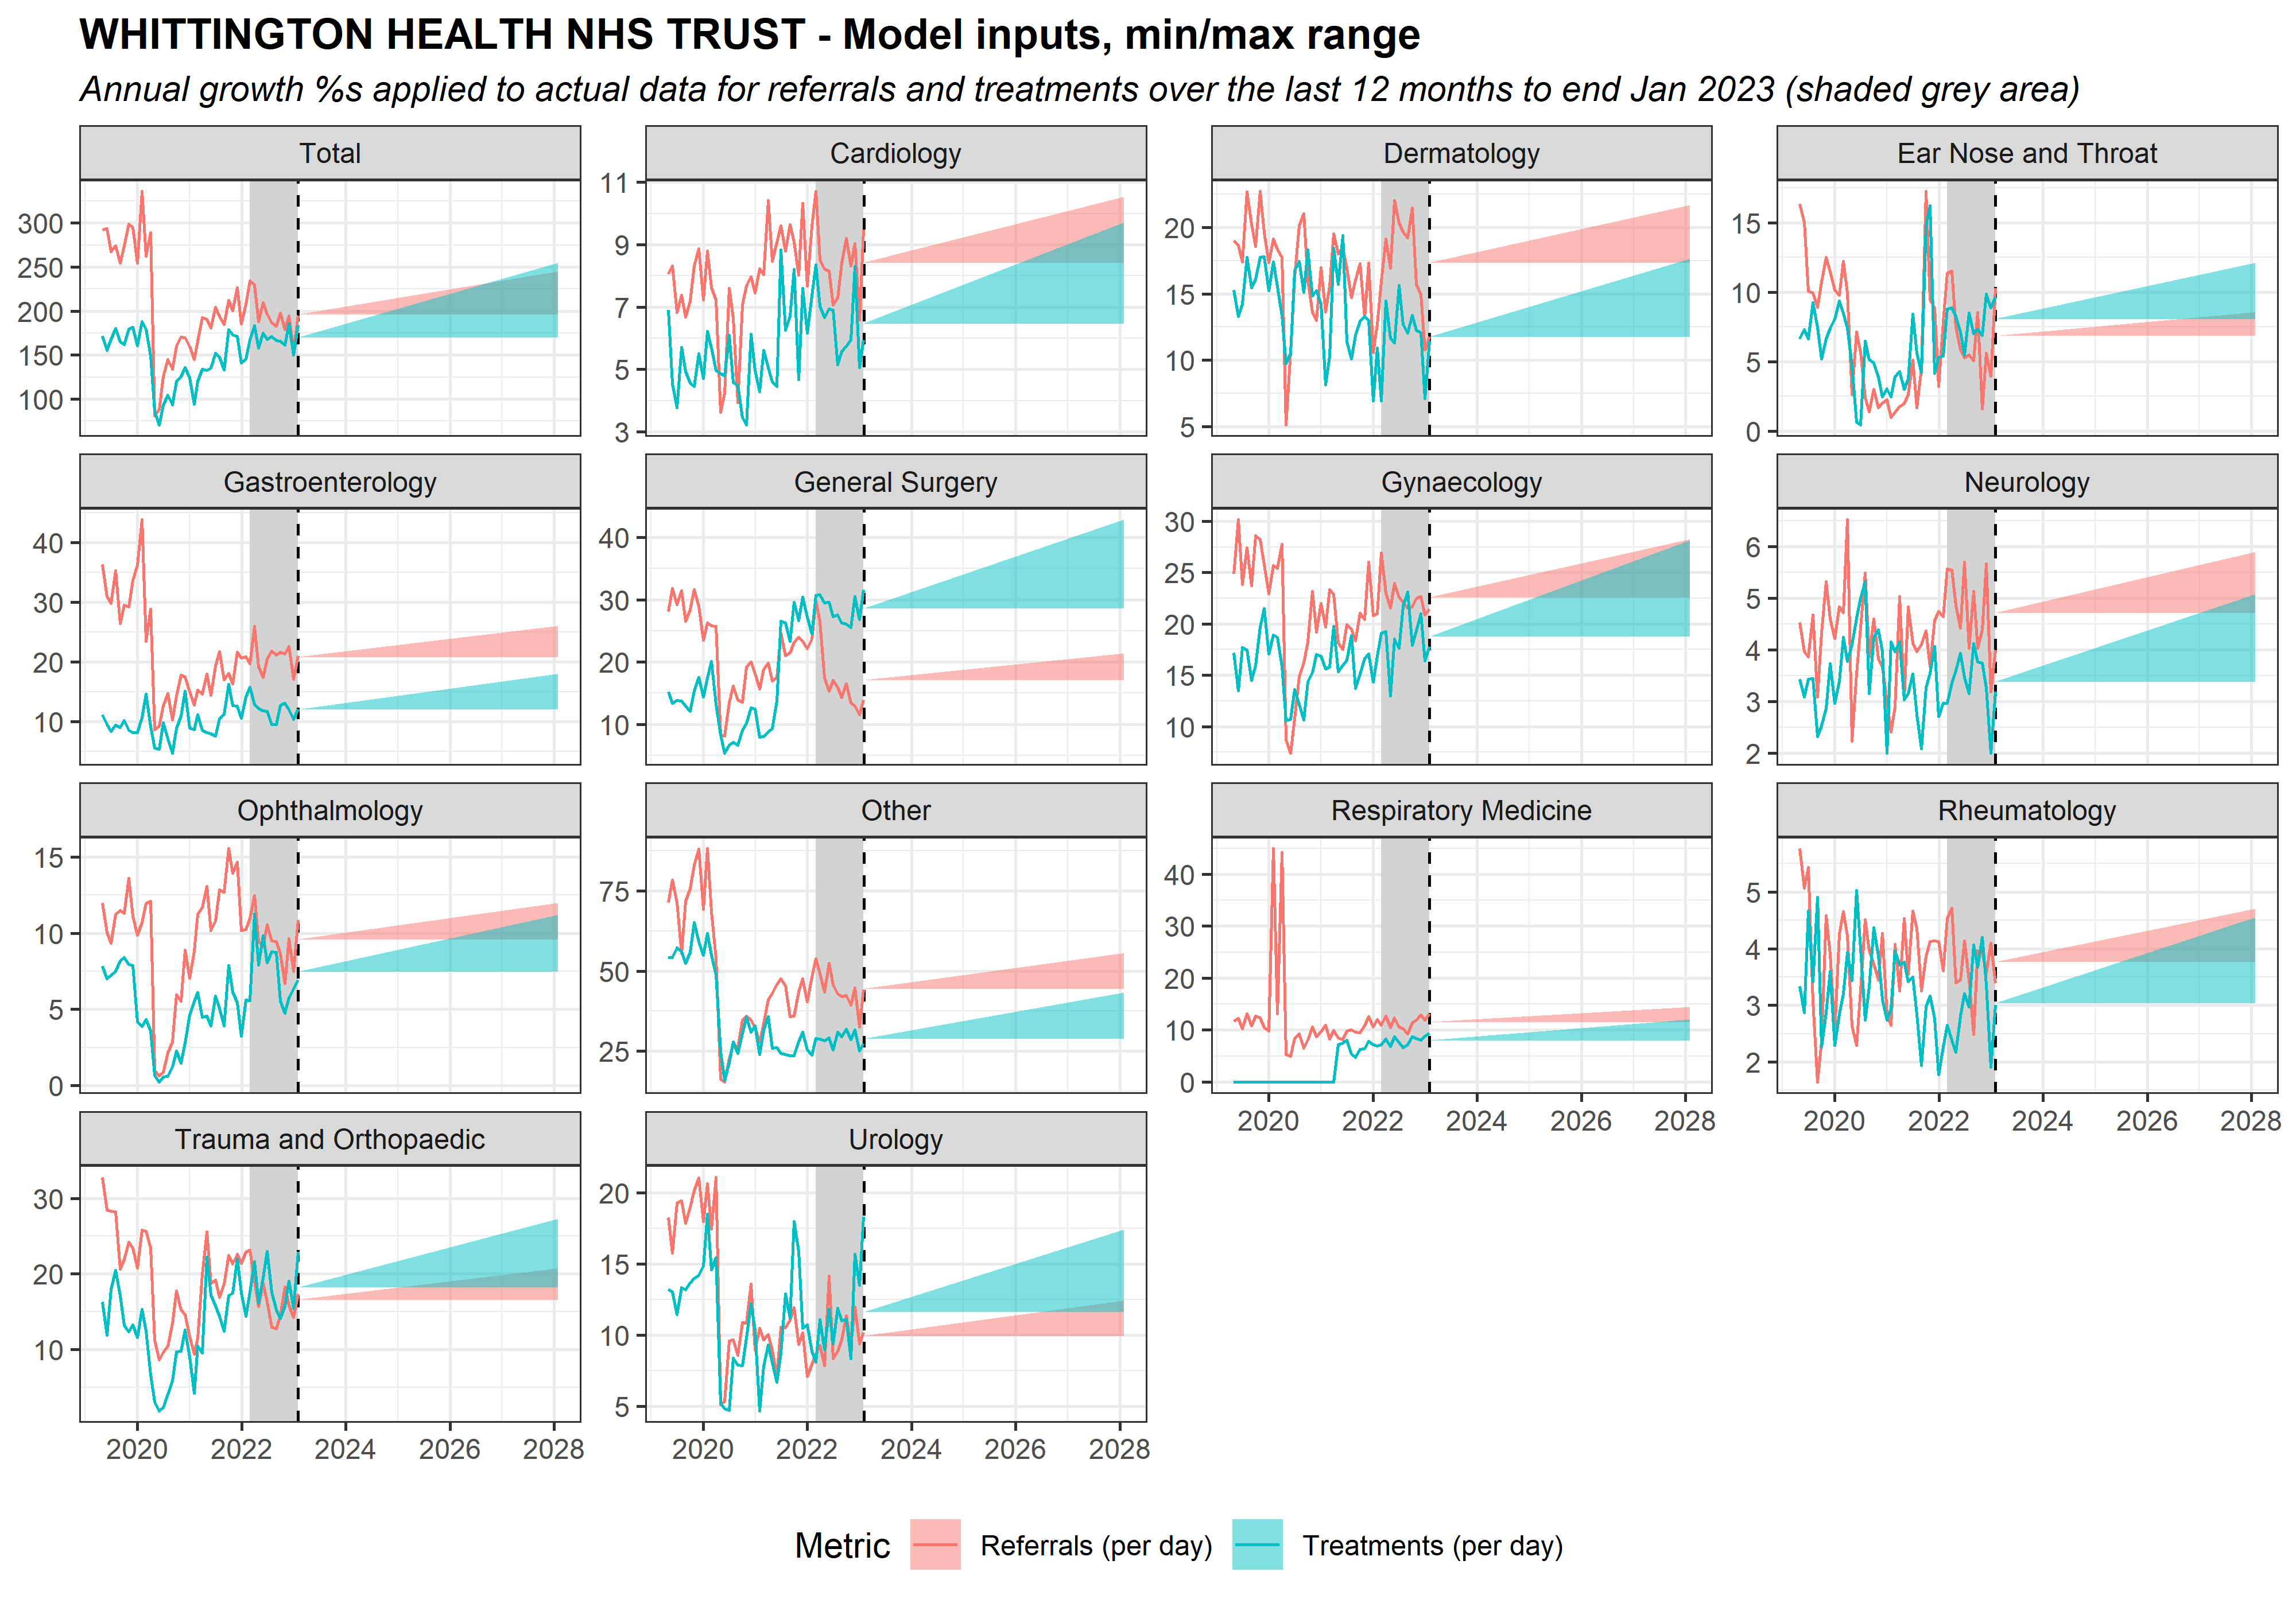 WHITTINGTON HEALTH NHS TRUST - Model inputs, min/max range
Annual growth %s applied to actual data for referrals and treatments over the last 12 months to end Jan 2023 (shaded grey area)
Total
Cardiology
Dermatology
Ear Nose and Throat
300
250
200
150
100
11
9
7
5
3
20
15
10
5
15
10
5
0
Gastroenterology
General Surgery
Gynaecology
Neurology
40
30
20
10
40
30
20
10
30
25
20
15
10
6
5
4
3
2
Ophthalmology
Other
Respiratory Medicine
Rheumatology
15
10
5
0
75
50
25
40
30
20
10
0
5
4
3
2
2020 2022 2024 2026 2028
2020 2022 2024 2026 2028
Trauma and Orthopaedic
Urology
30
20
10
20
15
10
5
2020 2022 2024 2026 2028
2020 2022 2024 2026 2028
Metric Referrals (per day) Treatments (per day)